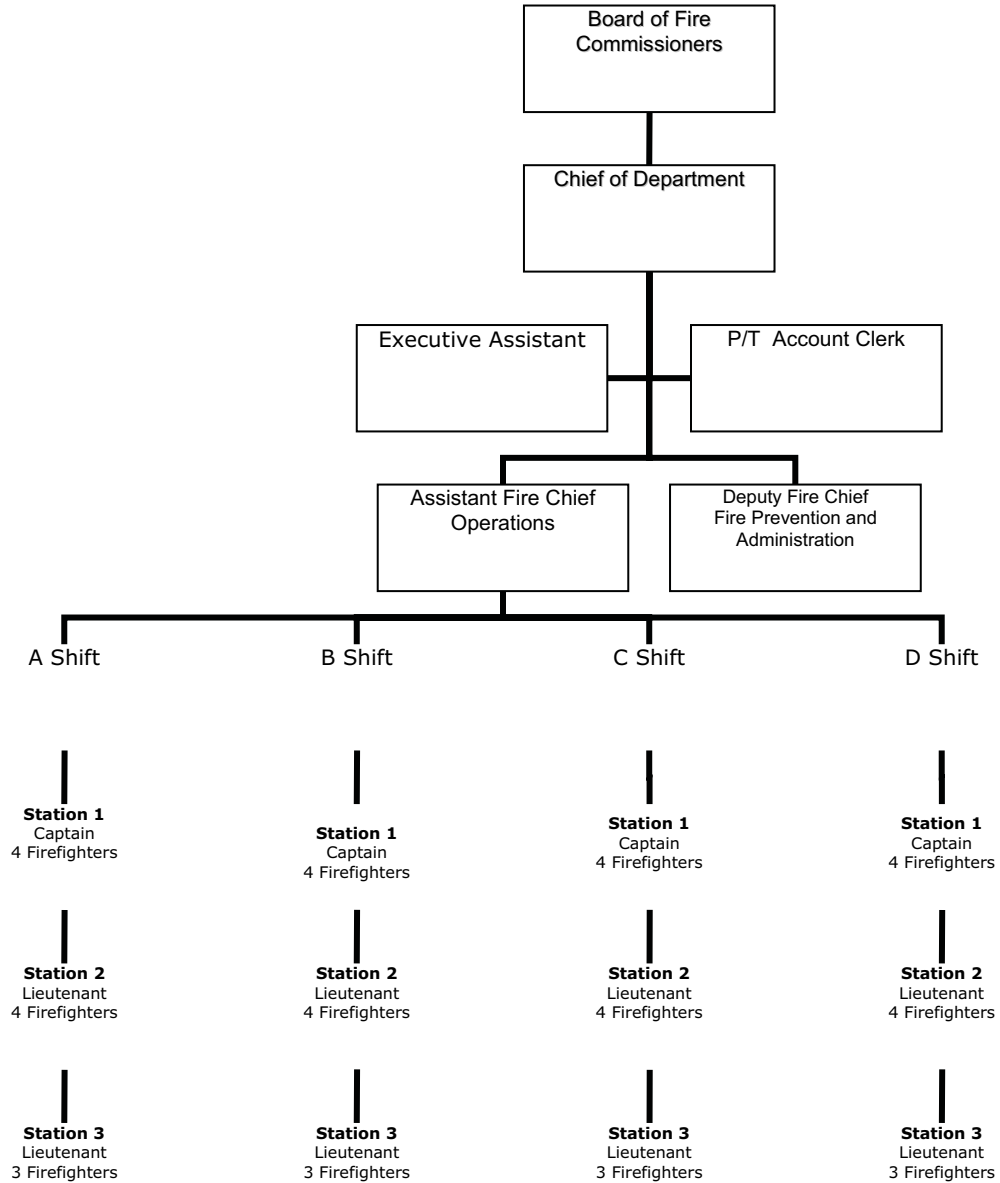 Board of Fire
Commissioners
Chief of Department
Executive Assistant
P/T Account Clerk
Assistant Fire Chief
Operations
Deputy Fire Chief
Fire Prevention and
Administration
A Shift
B Shift
C Shift
D Shift
Station 1
Captain
4 Firefighters
Station 1
Captain
4 Firefighters
Station 1
Captain
4 Firefighters
Station 1
Captain
4 Firefighters
Station 2
Lieutenant
4 Firefighters
Station 2
Lieutenant
4 Firefighters
Station 2
Lieutenant
4 Firefighters
Station 2
Lieutenant
4 Firefighters
Station 3
Lieutenant
3 Firefighters
Station 3
Lieutenant
3 Firefighters
Station 3
Lieutenant
3 Firefighters
Station 3
Lieutenant
3 Firefighters